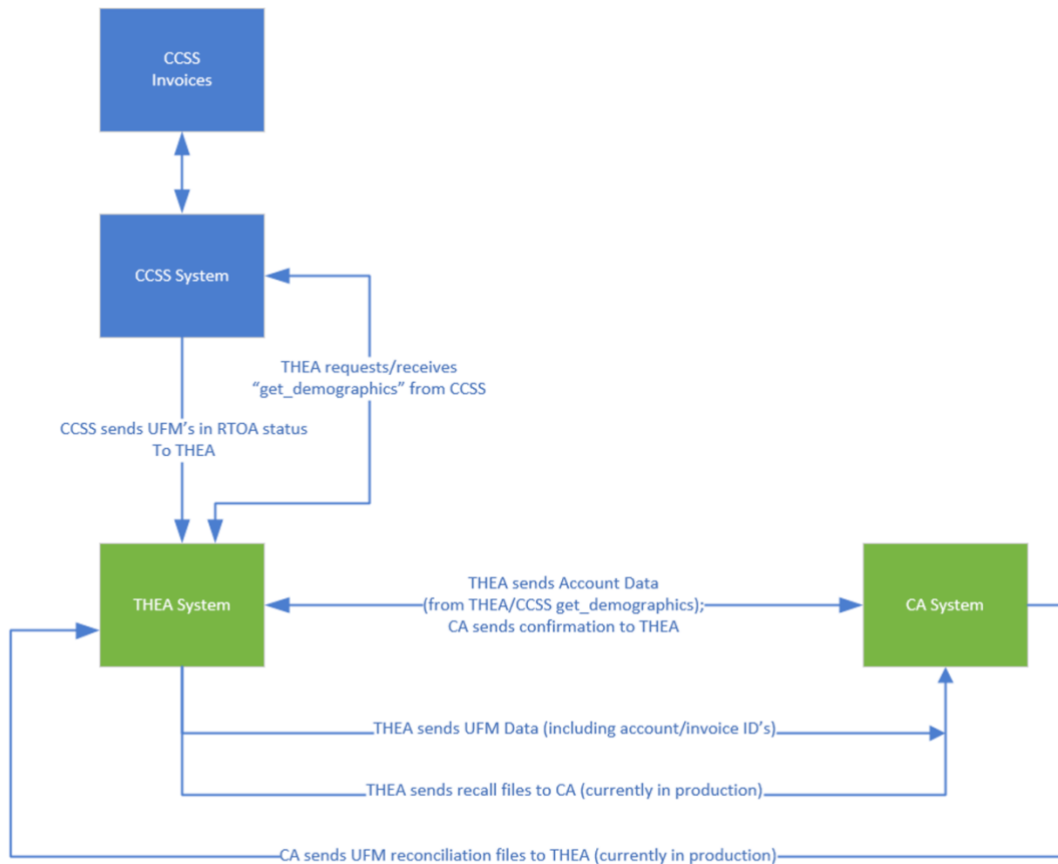 CCSS
Invoices
CCSS System
THEA requests/receives
“get_demographics” from CCSS
CCSS sends UFM’s in RTOA status
To THEA
THEA System
THEA sends Account Data
(from THEA/CCSS get_demographics);
CA sends confirmation to THEA
CA System
THEA sends UFM Data (including account/invoice ID’s)
THEA sends recall files to CA (currently in production)
CA sends UFM reconciliation files to THEA (currently in production)